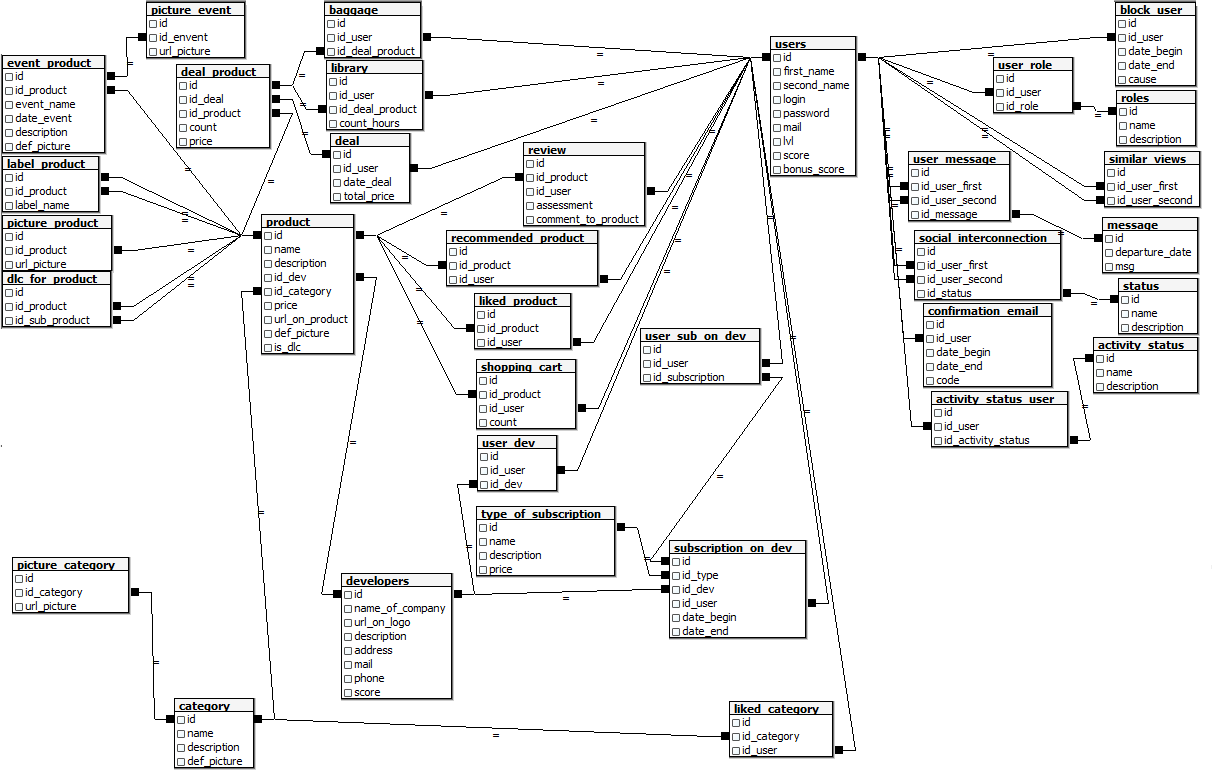 picture_event
id
id_envent
url_picture
baggage
id
id_user
id_deal_product
block_user
id
id_user
date_begin
date_end
cause
event_product
id
id_product
event_name
date_event
description
def_picture
deal_product
id
id_deal
id_product
count
price
library
id
id_user
id_deal_product
count_hours
users
id
first_name
second_name
login
password
mail
lvl
score
bonus_score
user_role
id
id_user
id_role
roles
id
name
description
deal
id
id_user
date_deal
total_price
review
id
id_product
id_user
assessment
comment_to_product
label_product
id
id_product
label_name
user_message
id
id_user_first
id_user_second
id_message
similar_views
id
id_user_first
id_user_second
picture_product
id
id_product
url_picture
product
id
name
description
id_dev
id_category
price
url_on_product
def_picture
is_dlc
recommended_product
id
id_product
id_user
social_interconnection
id
id_user_first
id_user_second
id_status
message
id
departure_date
msg
dlc_for_product
id
id_product
id_sub_product
liked_product
id
id_product
id_user
status
id
name
description
user_sub_on_dev
id
id_user
id_subscription
confirmation_email
id
id_user
date_begin
date_end
code
activity_status
id
name
description
shopping_cart
id
id_product
id_user
count
activity_status_user
id
id_user
id_activity_status
user_dev
id
id_user
id_dev
type_of_subscription
id
name
description
price
subscription_on_dev
id
id_type
id_dev
id_user
date_begin
date_end
picture_category
id
id_category
url_picture
developers
id
name_of_company
url_on_logo
description
address
mail
phone
score
category
id
name
description
def_picture
liked_category
id
id_category
id_user